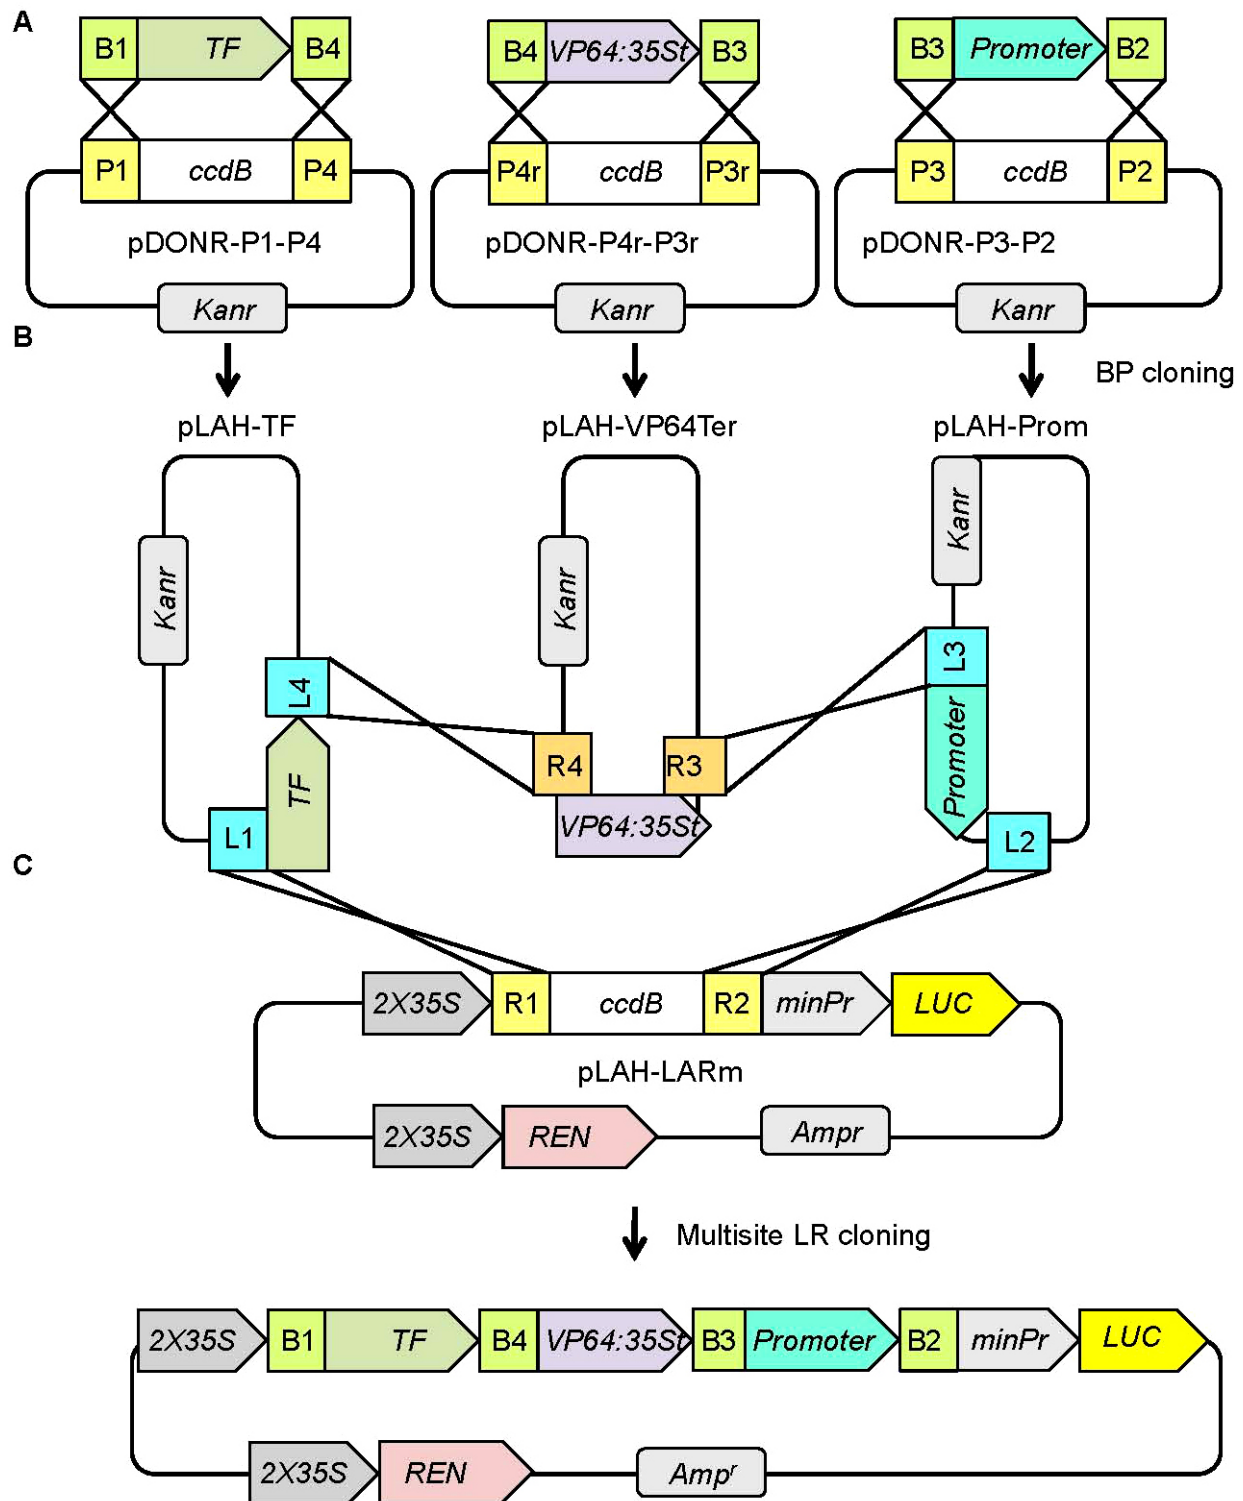 A
B1 TF B4 B4 VP64:35St B3 B3 Promoter B2
P1 ccdB P4 P4r ccdB P3r P3 ccdB P2
pDONR-P1-P4 pDONR-P4r-P3r pDONR-P3-P2
Kanr Kanr Kanr
B
BP cloning
pLAH-TF pLAH-VP64Ter pLAH-Prom
Kanr Kanr Kanr
L4 L3
R4 R3
TF VP64:35St Promoter
L1 L2
C
2X35S R1 ccdB R2 minPr LUC
pLAH-LARm
2X35S REN Ampr
Multisite LR cloning
2X35S B1 TF B4 VP64:35St B3 Promoter B2 minPr LUC
2X35S REN Ampʳ